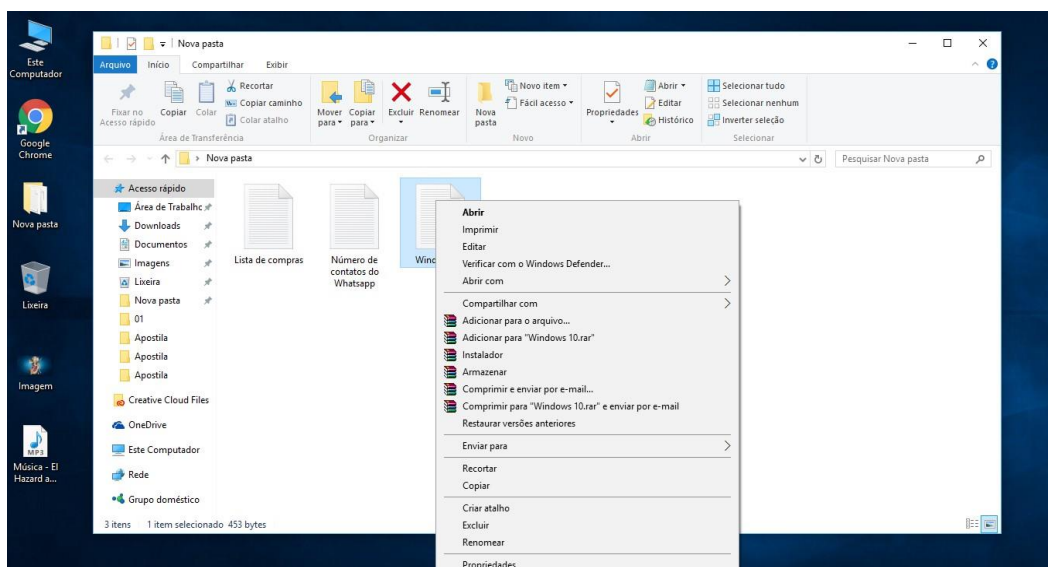 Este
Computador
Google
Chrome
Nova pasta
Lixeira
Imagem
MP3
Música - El
Hazard a...
Nova pasta
Arquivo Início Compartilhar Exibir
Fixar no
Acesso rápido
Copiar
Colar
Recortar
Copiar caminho
Colar atalho
Área de Transferência
Mover
para
Copiar
para
Excluir
Renomear
Organizar
Nova
pasta
Novo item
Fácil acesso
Novo
Propriedades
Abrir
Editar
Histórico
Abrir
Selecionar tudo
Selecionar nenhum
Inverter seleção
Selecionar
Nova pasta
Pesquisar Nova pasta
Acesso rápido
Área de Trabalhc
Downloads
Documentos
Imagens
Lixeira
Nova pasta
01
Apostila
Apostila
Apostila
Creative Cloud Files
OneDrive
Este Computador
Rede
Grupo doméstico
Lista de compras
Número de
contatos do
Whatsapp
Wind
Abrir
Imprimir
Editar
Verificar com o Windows Defender...
Abrir com
Compartilhar com
Adicionar para o arquivo...
Adicionar para "Windows 10.rar"
Instalador
Armazenar
Comprimir e enviar por e-mail...
Comprimir para "Windows 10.rar" e enviar por e-mail
Restaurar versões anteriores
Enviar para
Recortar
Copiar
Criar atalho
Excluir
Renomear
Propriedades
3 itens 1 item selecionado 453 bytes